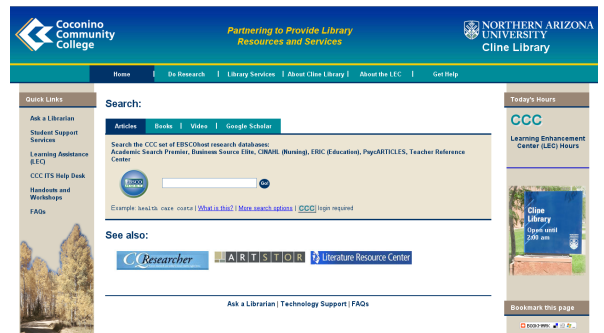 Coconino
Community
College
Partnering to Provide Library
Resources and Services
NORTHERN ARIZONA
UNIVERSITY
Cline Library
Home | Do Research | Library Services | About Cline Library | About the LEC | Get Help
Quick Links
Ask a Librarian
Student Support
Services
Learning Assistance
(LEC)
CCC ITS Help Desk
Handouts and
Workshops
FAQs
Search:
Articles Books | Video | Google Scholar
Search the CCC set of EBSCOhost research databases:
Academic Search Premier, Business Source Elite, CINAHL (Nursing), ERIC (Education), PsycARTICLES, Teacher Reference
Center
Go!
Example: health care costs | What is this? | More search options | CCC login required
See also:
CQ Researcher
ARTSTOR
Literature Resource Center
Ask a Librarian | Technology Support | FAQs
Today's Hours
CCC
Learning Enhancement
Center (LEC) Hours
Cline
Library
Open until
2:00 am
Bookmark this page
BOOKMARK